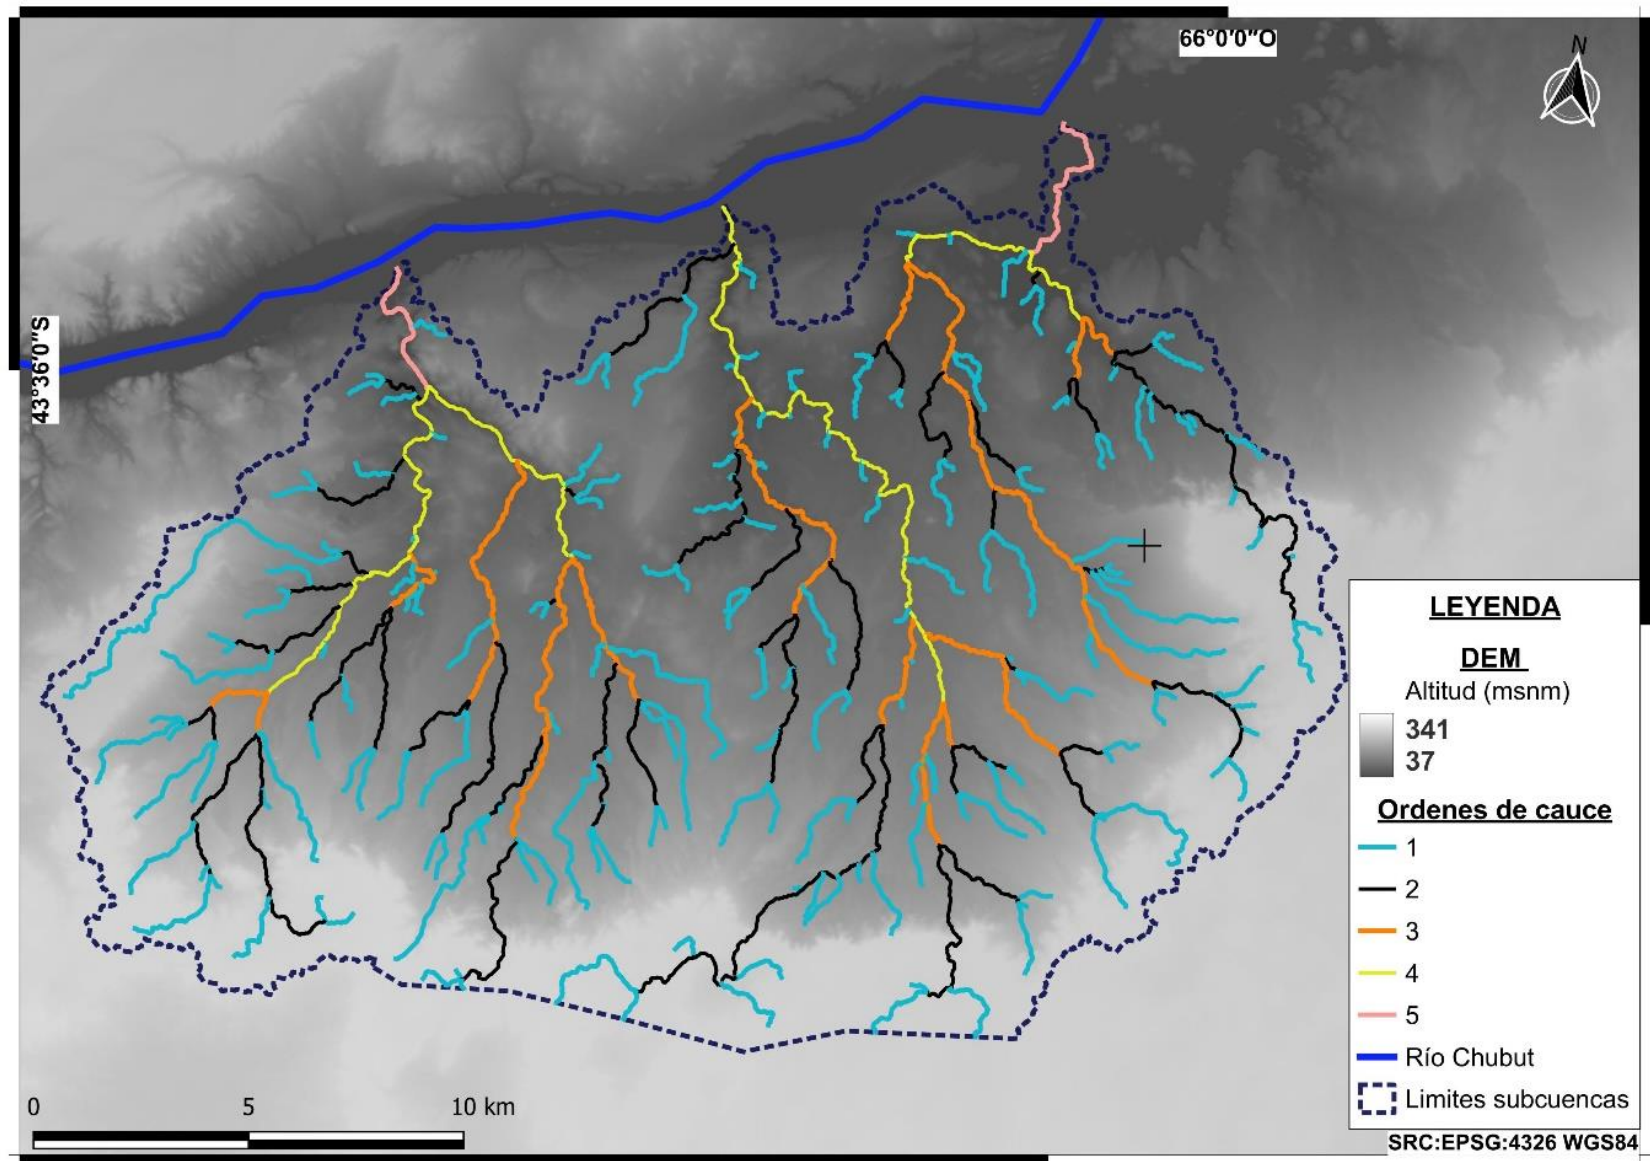 66°0'0"O
N
43°36'0"S
LEYENDA
DEM
Altitud (msnm)
341
37
Ordenes de cauce
1
2
3
4
5
Río Chubut
Limites subcuencas
0 5 10 km
SRC:EPSG:4326 WGS84